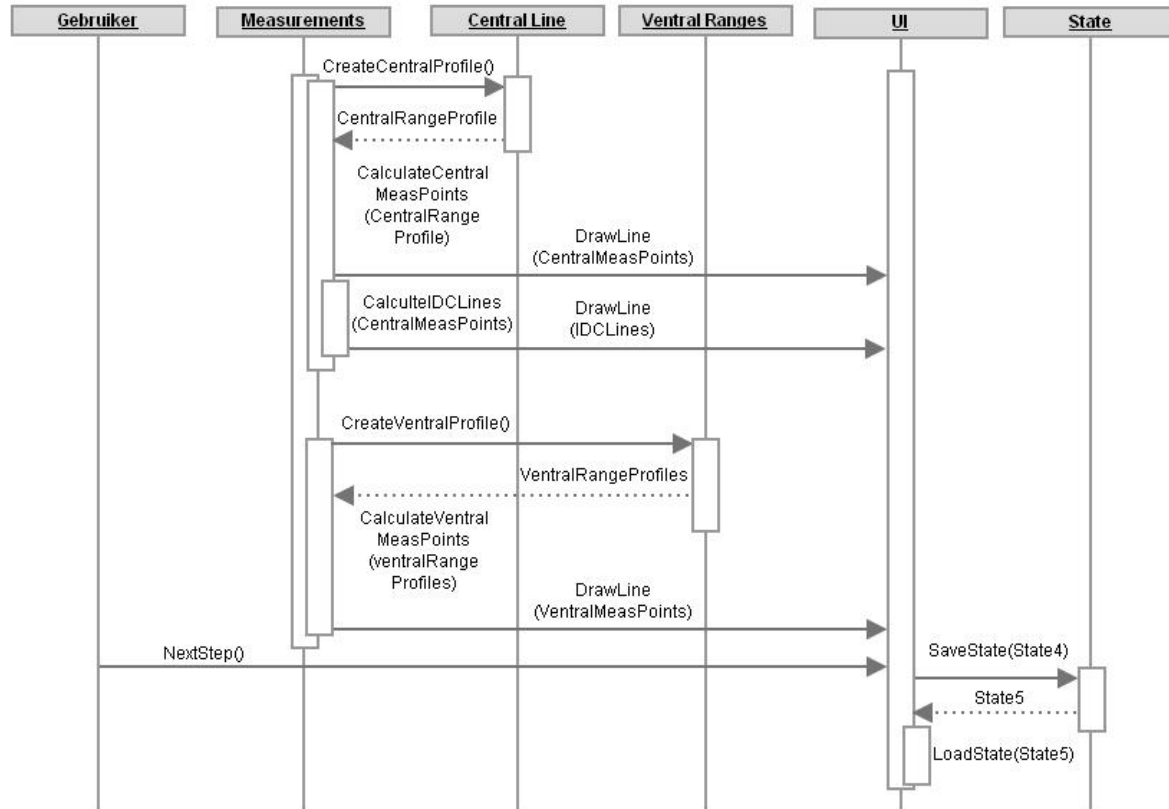 Gebruiker
Measurements
Central Line
Ventral Ranges
UI
State
CreateCentralProfile()
CentralRangeProfile
CalculateCentral
MeasPoints
(CentralRange
Profile)
DrawLine
(CentralMeasPoints)
CalculteIDCLines
(CentralMeasPoints)
DrawLine
(IDCLines)
CreateVentralProfile()
VentralRangeProfiles
CalculateVentral
MeasPoints
(ventralRange
Profiles)
DrawLine
(VentralMeasPoints)
NextStep()
SaveState(State4)
State5
LoadState(State5)